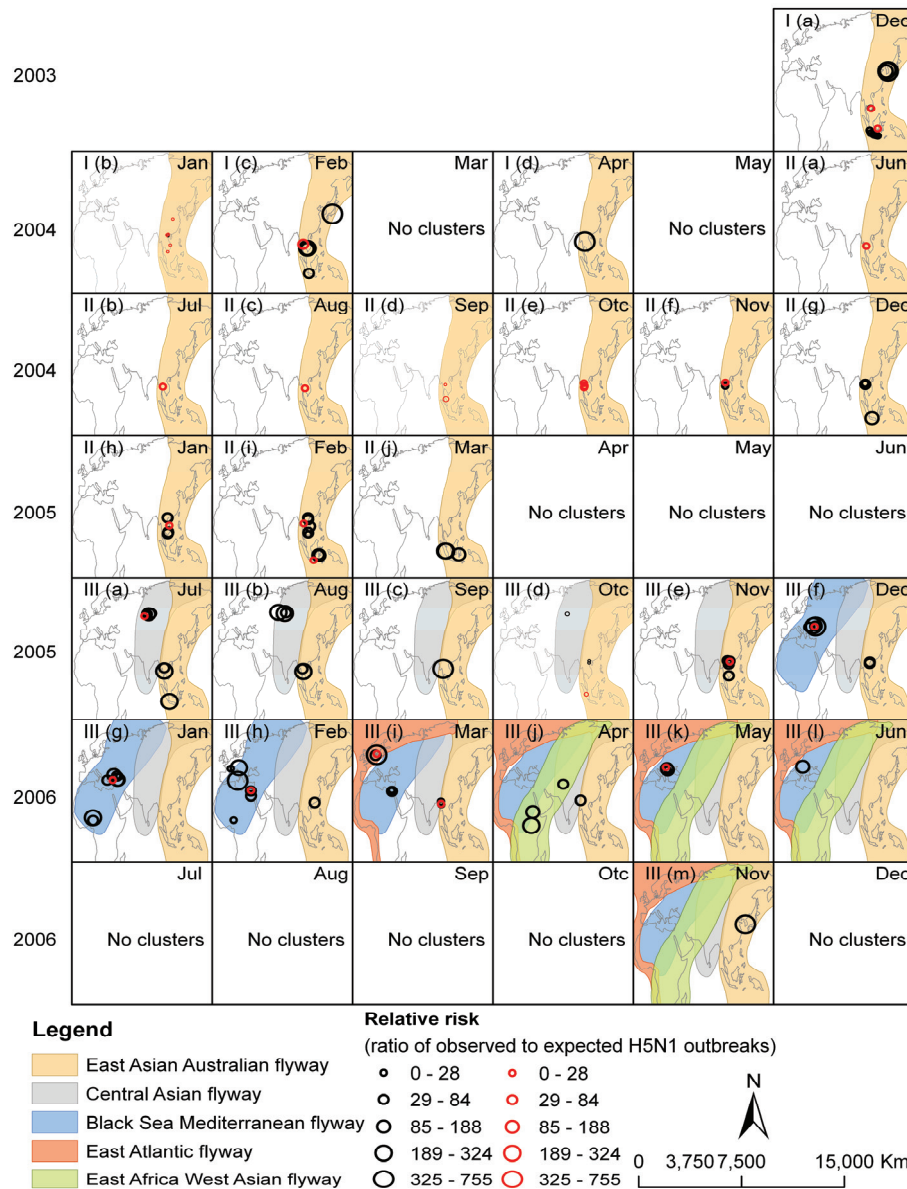 I (a) Dec
2003
I (b) Jan I (c) Feb Mar I (d) Apr May II (a) Jun
2004 No clusters No clusters
II (b) Jul II (c) Aug II (d) Sep II (e) Otc II (f) Nov II (g) Dec
2004
II (h) Jan II (i) Feb II (j) Mar Apr May Jun
2005 No clusters No clusters No clusters
III (a) Jul III (b) Aug III (c) Sep III (d) Otc III (e) Nov III (f) Dec
2005
III (g) Jan III (h) Feb III (i) Mar III (j) Apr III (k) May III (l) Jun
2006
Jul Aug Sep Otc III (m) Nov Dec
2006 No clusters No clusters No clusters No clusters No clusters
Legend
East Asian Australian flyway
Central Asian flyway
Black Sea Mediterranean flyway
East Atlantic flyway
East Africa West Asian flyway
Relative risk
(ratio of observed to expected H5N1 outbreaks)
0 - 28 0 - 28
29 - 84 29 - 84
85 - 188 85 - 188
189 - 324 189 - 324
325 - 755 325 - 755
N
0 3,750 7,500 15,000 Km